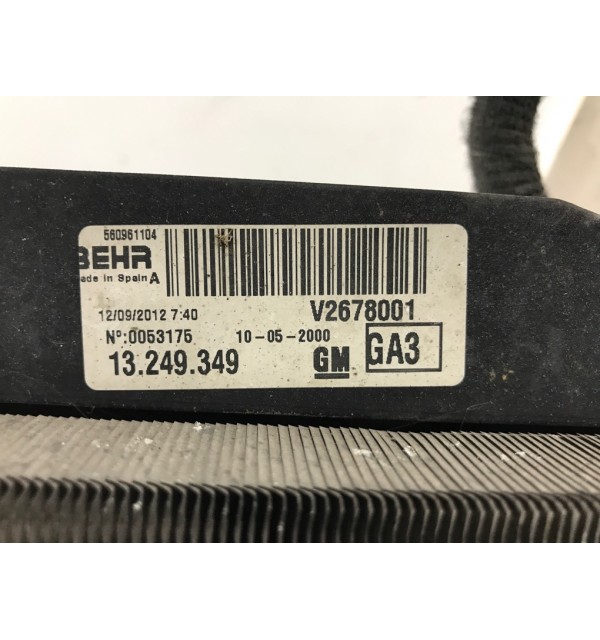 560961104
BEHR
ade in Spain A
12/09/2012 7:40
V2678001
Nº:0053175
10-05-2000
13.249.349
GM
GA3